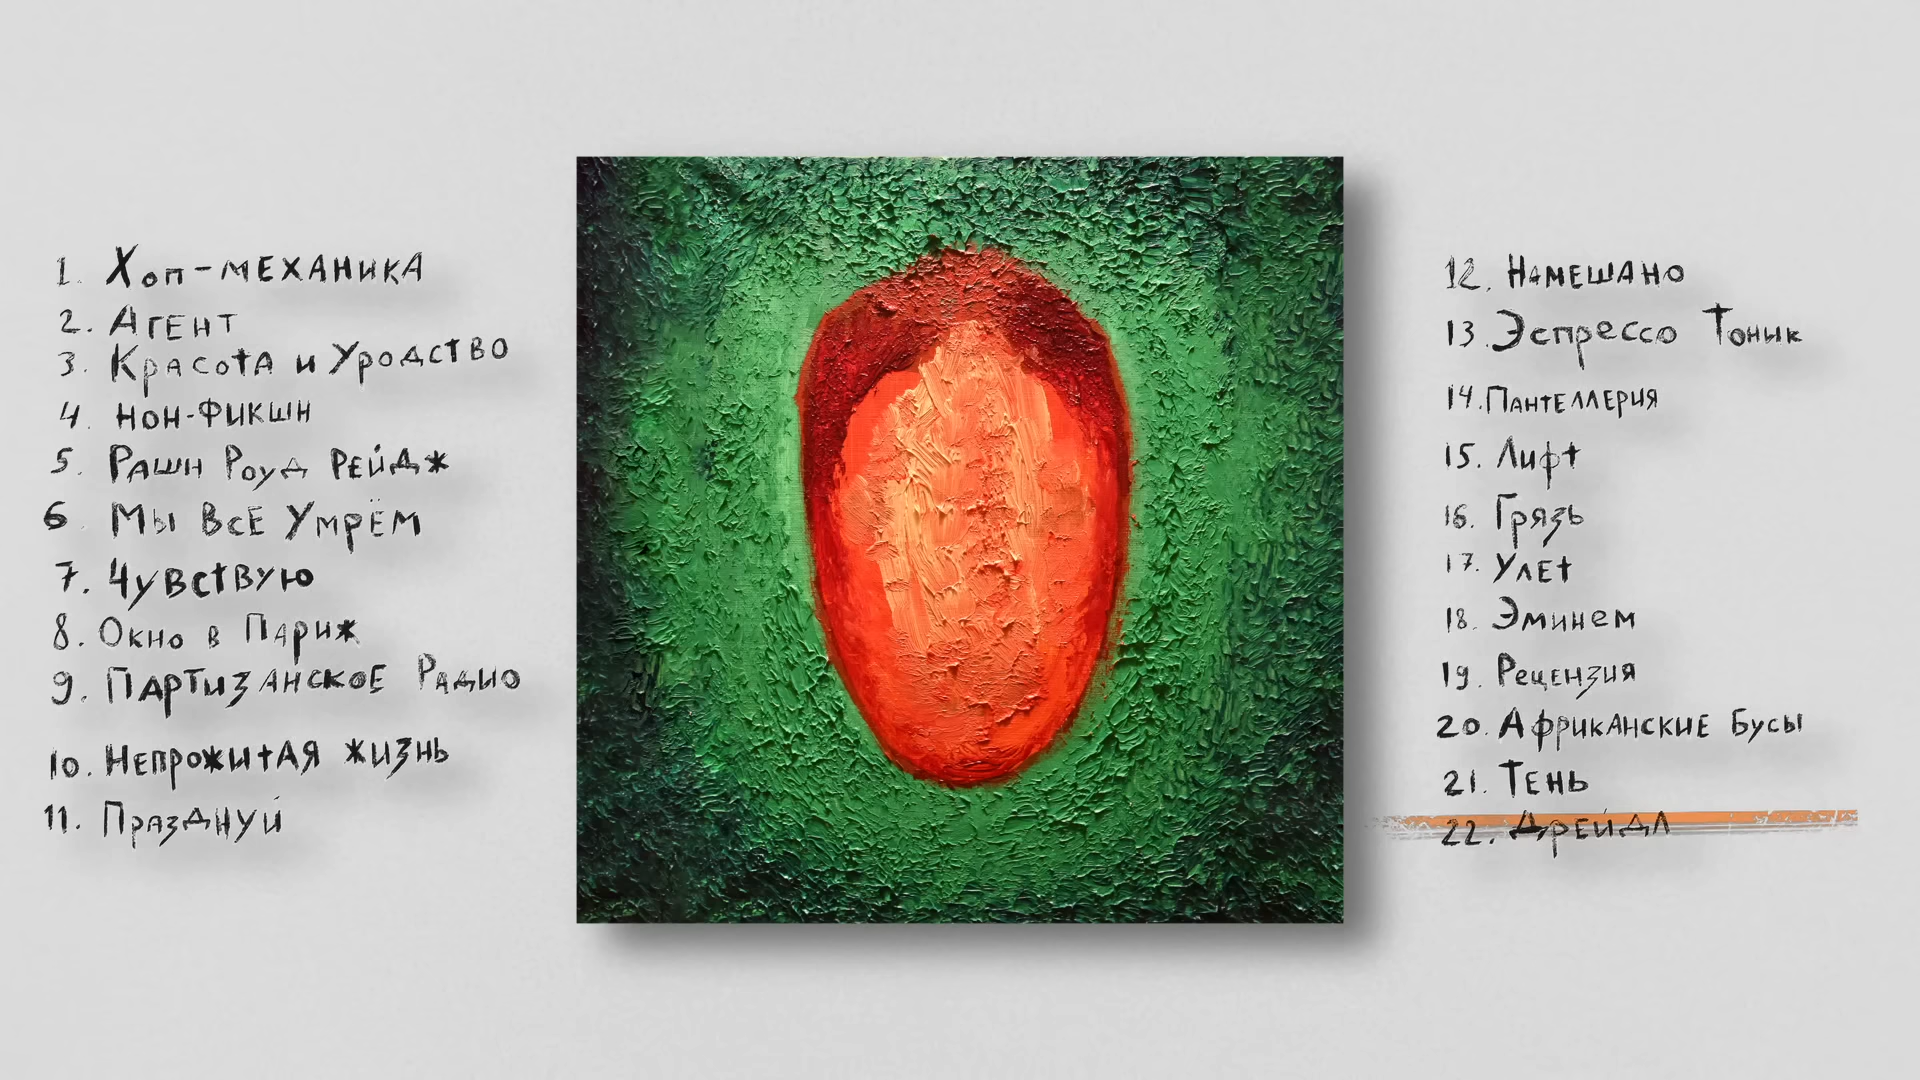 1. Хоп-механика
2. Агент
3. Красота и Уродство
4. нон-фикшн
5. Рашн Роуд Рейдж
6. Мы Все Умрём
7. Чувствую
8. Окно в Париж
9. Партизанское Радио
10. Непрожитая жизнь
11. Празднуй
12. Намешано
13. Эспрессо Тоник
14. Пантеллерия
15. Лифт
16. Грязь
17. Улет
18. Эминем
19. Рецензия
20. Африканские Бусы
21. Тень
22. Дрейдл